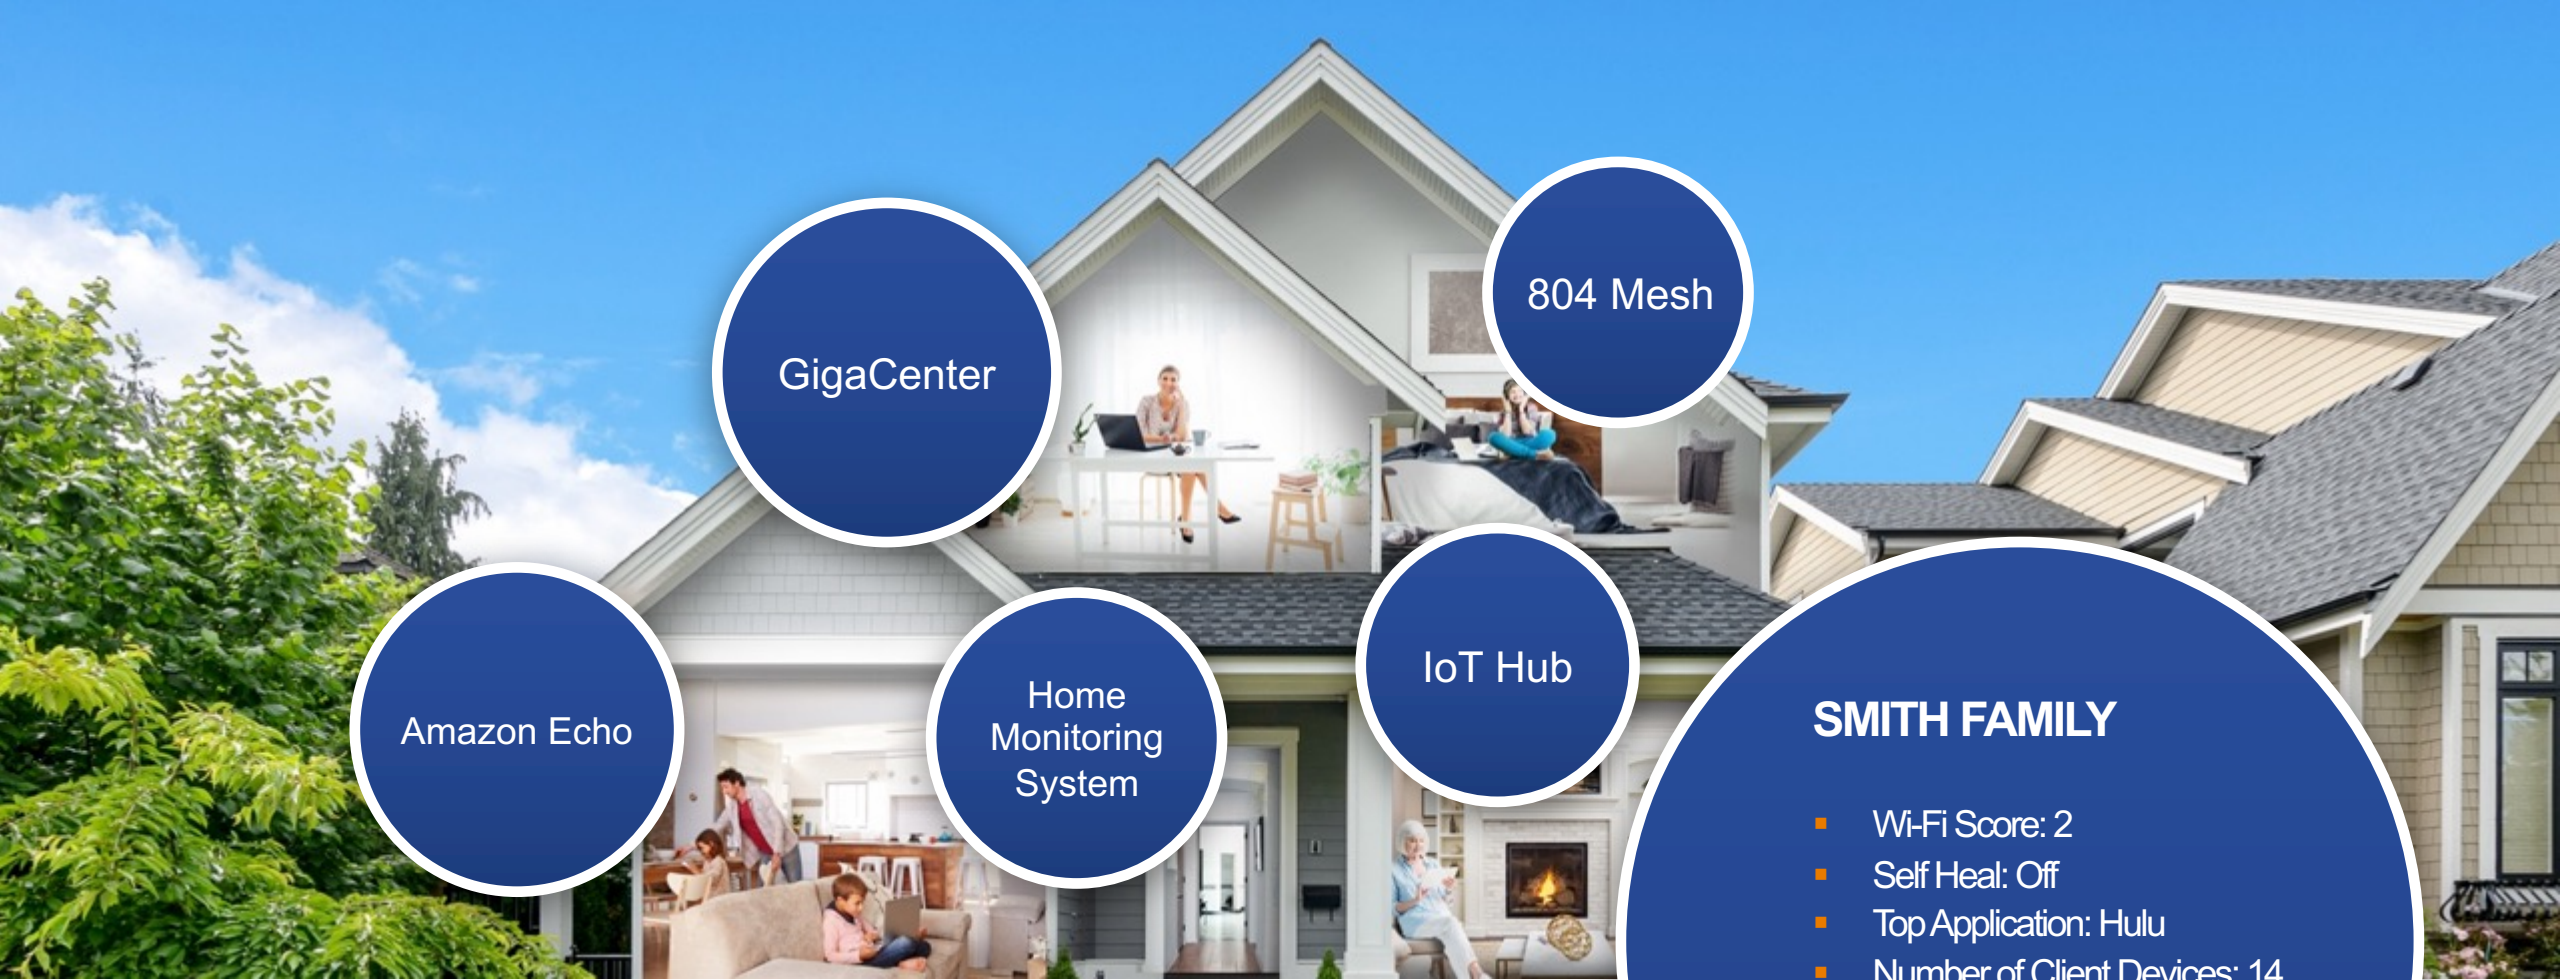 804 Mesh
GigaCenter
IoT Hub
Home
Monitoring
System
Amazon Echo
SMITH FAMILY
Wi-Fi Score: 2
Self Heal: Off
Top Application: Hulu
Number of Client Devices: 14